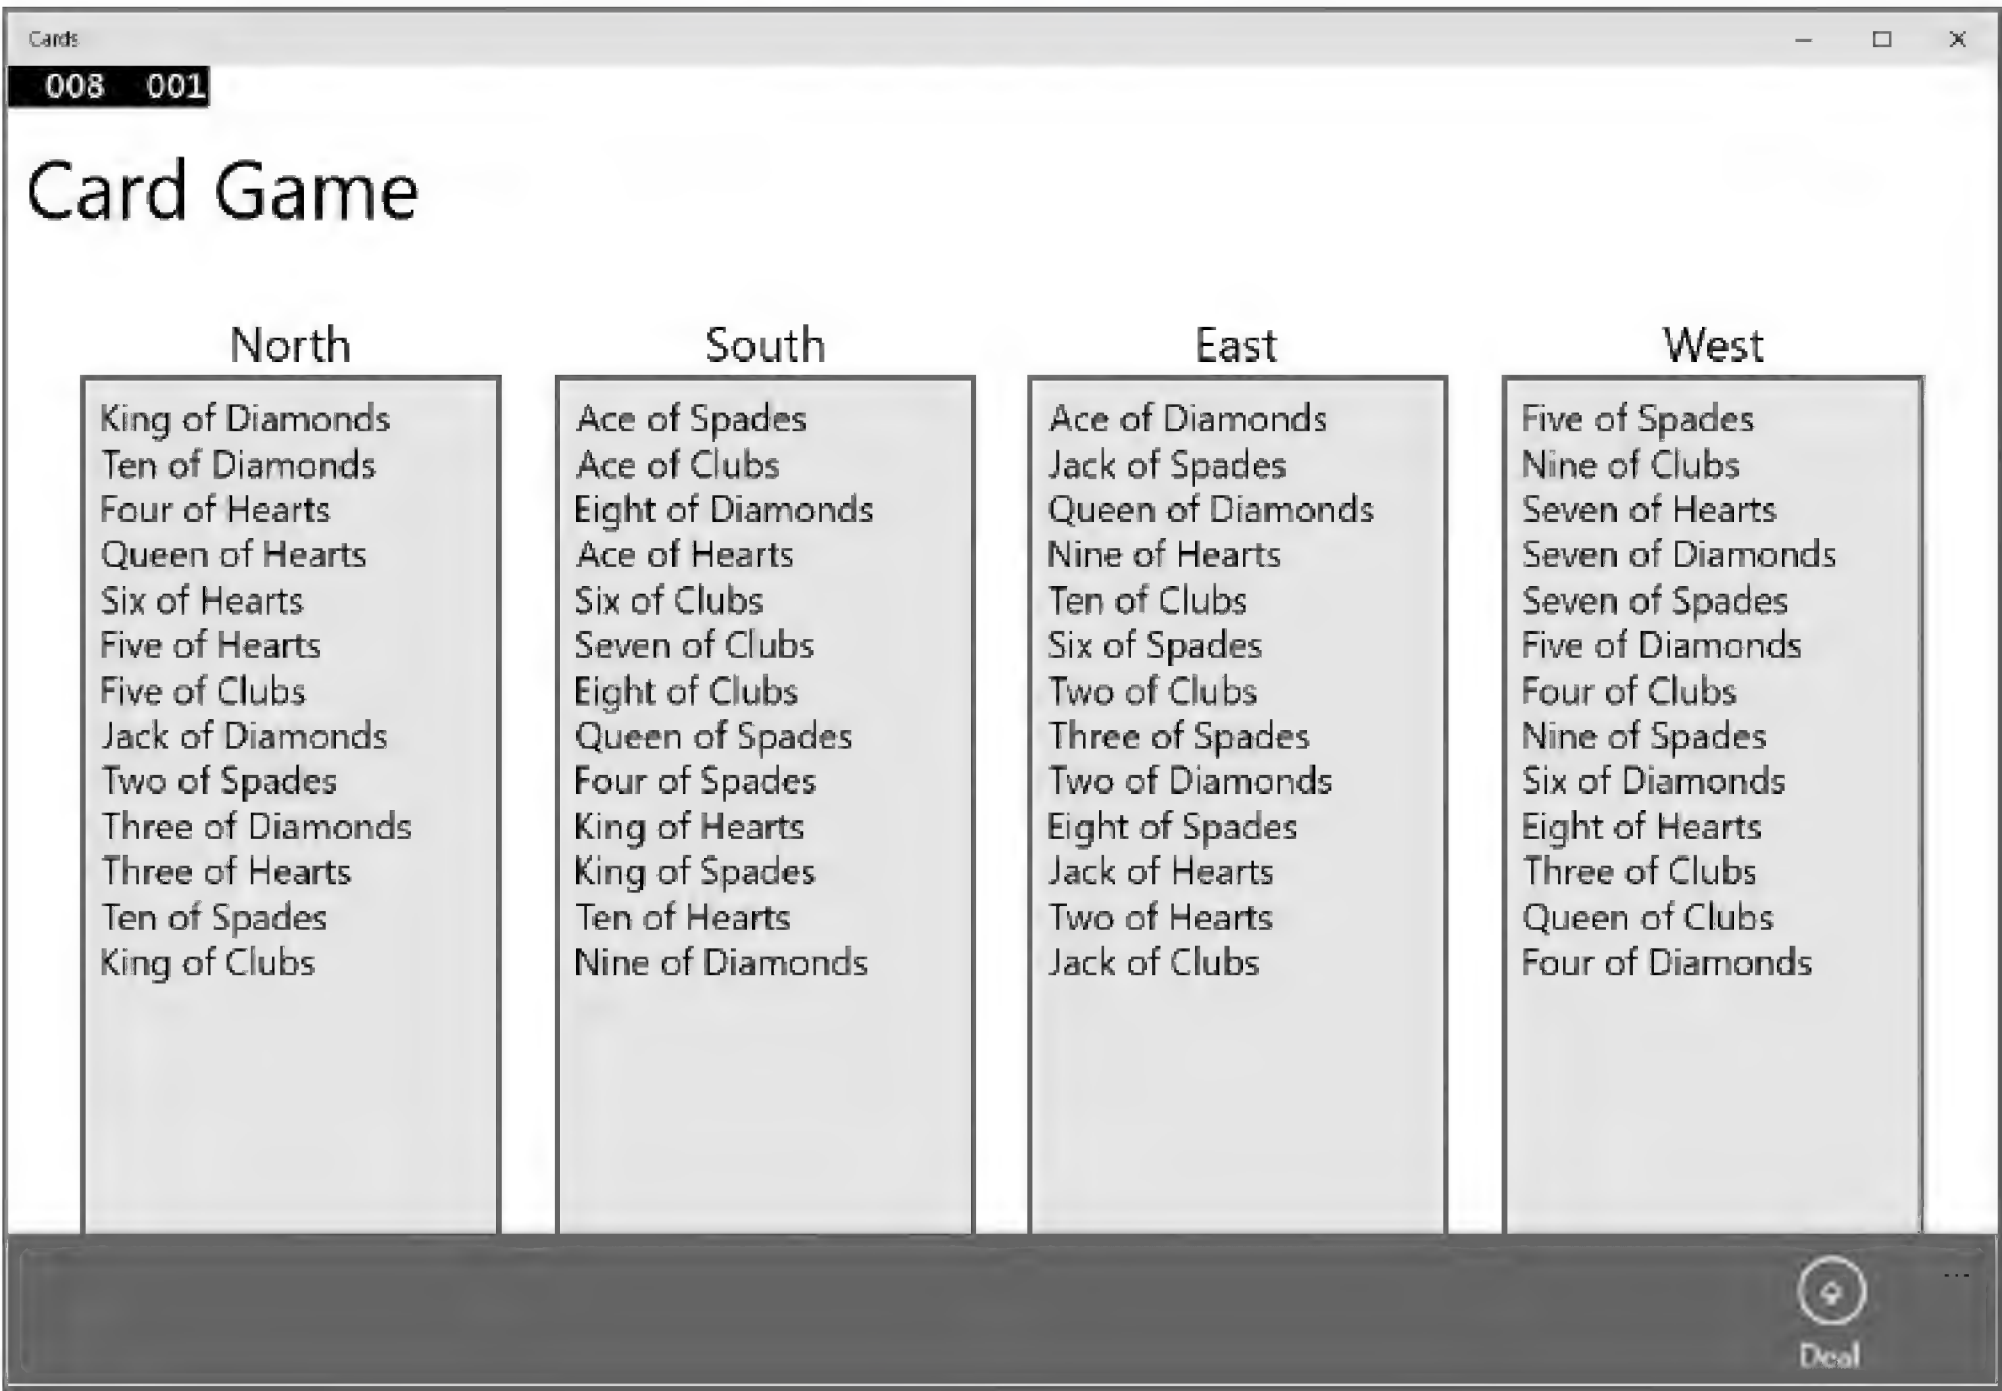 Cards
008 001
Card Game
North
King of Diamonds
Ten of Diamonds
Four of Hearts
Queen of Hearts
Six of Hearts
Five of Hearts
Five of Clubs
Jack of Diamonds
Two of Spades
Three of Diamonds
Three of Hearts
Ten of Spades
King of Clubs
South
Ace of Spades
Ace of Clubs
Eight of Diamonds
Ace of Hearts
Six of Clubs
Seven of Clubs
Eight of Clubs
Queen of Spades
Four of Spades
King of Hearts
King of Spades
Ten of Hearts
Nine of Diamonds
East
Ace of Diamonds
Jack of Spades
Queen of Diamonds
Nine of Hearts
Ten of Clubs
Six of Spades
Two of Clubs
Three of Spades
Two of Diamonds
Eight of Spades
Jack of Hearts
Two of Hearts
Jack of Clubs
West
Five of Spades
Nine of Clubs
Seven of Hearts
Seven of Diamonds
Seven of Spades
Five of Diamonds
Four of Clubs
Nine of Spades
Six of Diamonds
Eight of Hearts
Three of Clubs
Queen of Clubs
Four of Diamonds
...
Deal